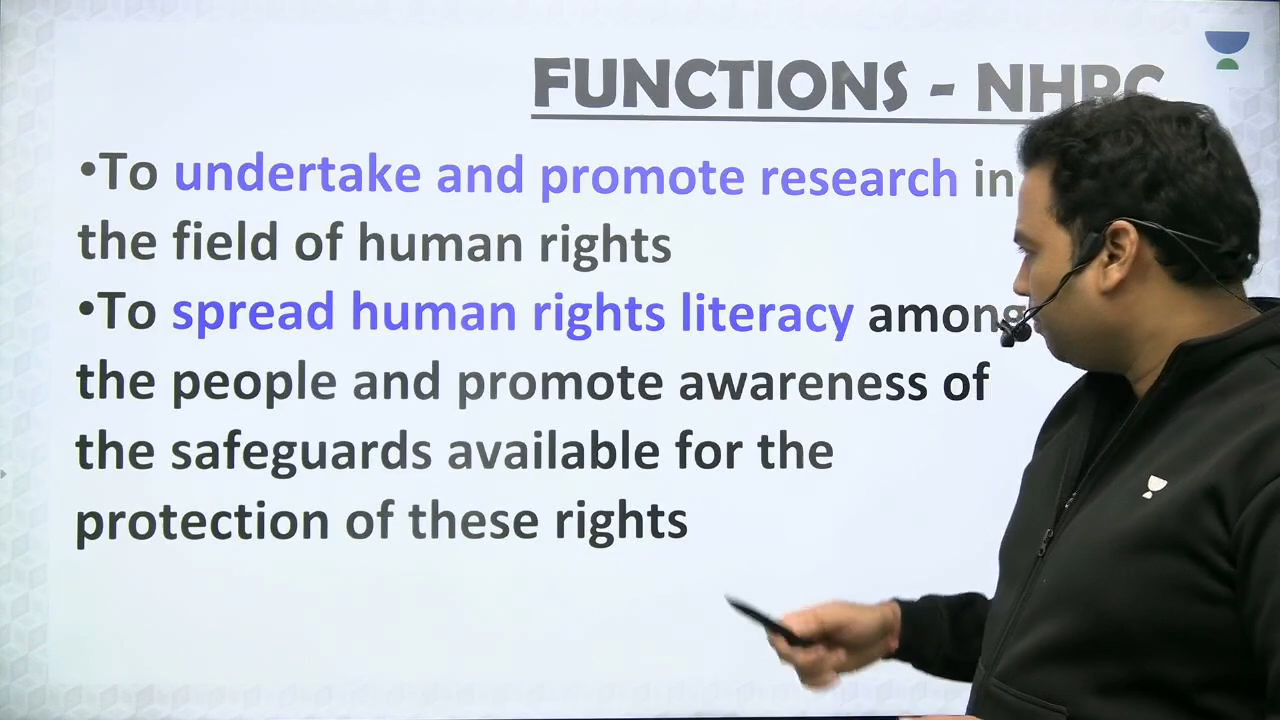 FUNCTIONS - NHRC
•To undertake and promote research in
the field of human rights
•To spread human rights literacy among
the people and promote awareness of
the safeguards available for the
protection of these rights